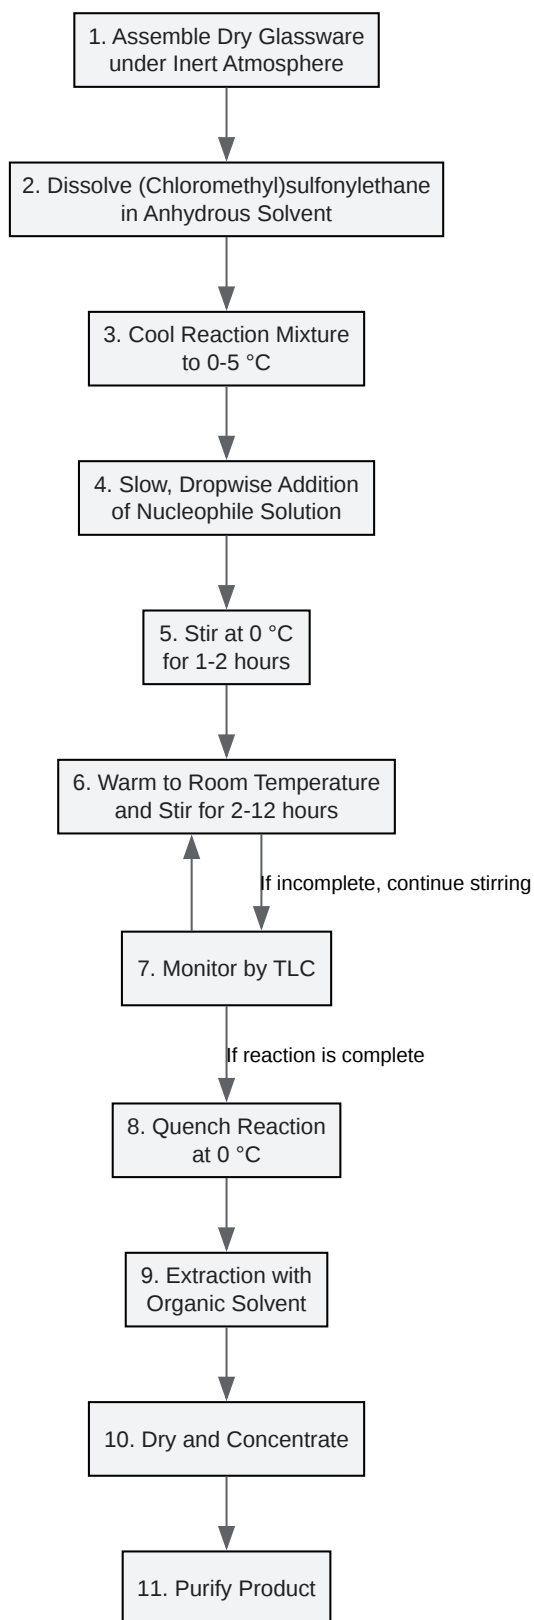 1. Assemble Dry Glassware
under Inert Atmosphere
2. Dissolve (Chloromethyl)sulfonylethane
in Anhydrous Solvent
3. Cool Reaction Mixture
to 0-5 °C
4. Slow, Dropwise Addition
of Nucleophile Solution
5. Stir at 0 °C
for 1-2 hours
6. Warm to Room Temperature
and Stir for 2-12 hours
If incomplete, continue stirring
7. Monitor by TLC
If reaction is complete
8. Quench Reaction
at 0 °C
9. Extraction with
Organic Solvent
10. Dry and Concentrate
11. Purify Product